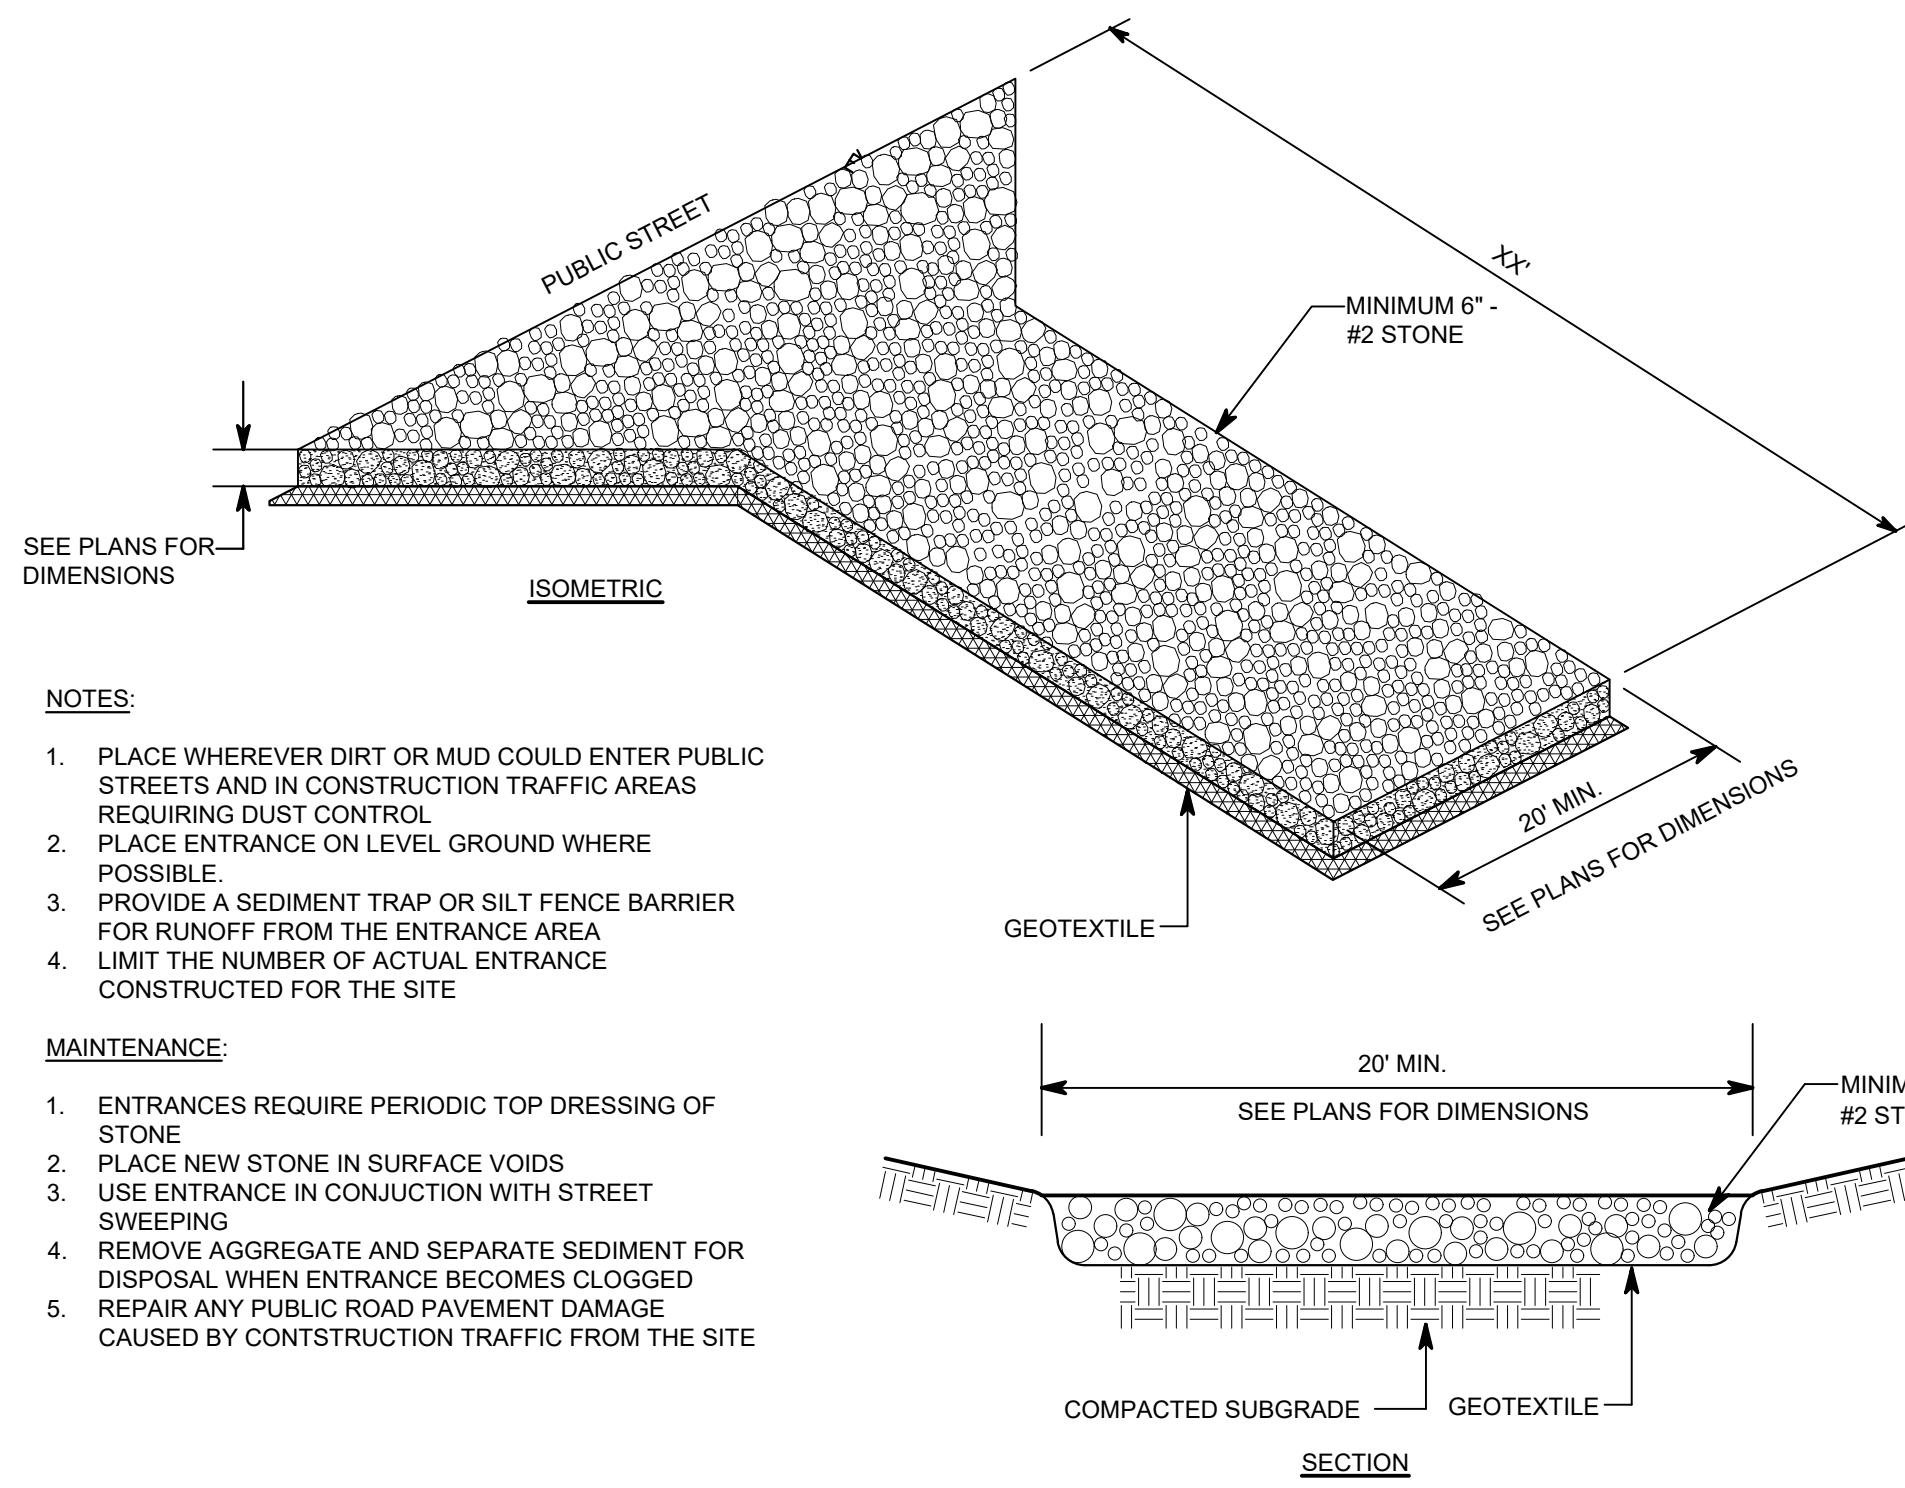 PUBLIC STREET
XX'
MINIMUM 6" -
#2 STONE
SEE PLANS FOR
DIMENSIONS
ISOMETRIC
20' MIN.
SEE PLANS FOR DIMENSIONS
GEOTEXTILE
NOTES:
1. PLACE WHEREVER DIRT OR MUD COULD ENTER PUBLIC
STREETS AND IN CONSTRUCTION TRAFFIC AREAS
REQUIRING DUST CONTROL
2. PLACE ENTRANCE ON LEVEL GROUND WHERE
POSSIBLE.
3. PROVIDE A SEDIMENT TRAP OR SILT FENCE BARRIER
FOR RUNOFF FROM THE ENTRANCE AREA
4. LIMIT THE NUMBER OF ACTUAL ENTRANCE
CONSTRUCTED FOR THE SITE
MAINTENANCE:
1. ENTRANCES REQUIRE PERIODIC TOP DRESSING OF
STONE
2. PLACE NEW STONE IN SURFACE VOIDS
3. USE ENTRANCE IN CONJUCTION WITH STREET
SWEEPING
4. REMOVE AGGREGATE AND SEPARATE SEDIMENT FOR
DISPOSAL WHEN ENTRANCE BECOMES CLOGGED
5. REPAIR ANY PUBLIC ROAD PAVEMENT DAMAGE
CAUSED BY CONTSTRUCTION TRAFFIC FROM THE SITE
20' MIN.
SEE PLANS FOR DIMENSIONS
#2
COMPACTED SUBGRADE
GEOTEXTILE
SECTION